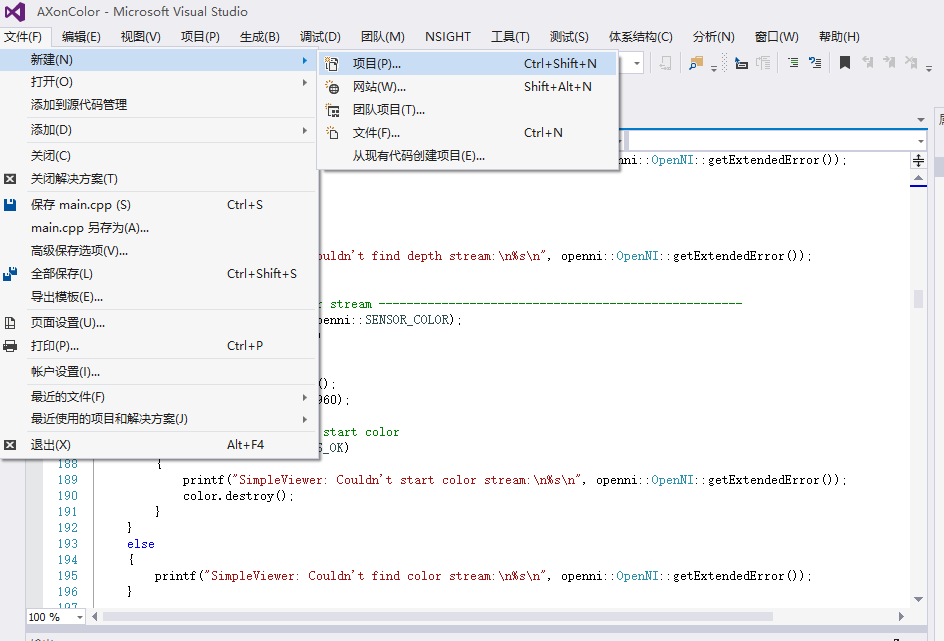 AXonColor - Microsoft Visual Studio
文件(F) 编辑(E) 视图(V) 项目(P) 生成(B) 调试(D) 团队(M) NSIGHT 工具(T) 测试(S) 体系结构(C) 分析(N) 窗口(W) 帮助(H)
新建(N)
打开(O)
添加到源代码管理
添加(D)
关闭(C)
关闭解决方案(T)
保存 main.cpp (S) Ctrl+S
main.cpp 另存为(A)...
高级保存选项(V)...
全部保存(L) Ctrl+Shift+S
导出模板(E)...
页面设置(U)...
打印(P)... Ctrl+P
帐户设置(I)...
最近的文件(F)
最近使用的项目和解决方案(J)
退出(X) Alt+F4
项目(P)... Ctrl+Shift+N
网站(W)... Shift+Alt+N
团队项目(T)...
文件(F)... Ctrl+N
从现有代码创建项目(E)...
nni::OpenNI::getExtendedError());
ouldn't find depth stream:\n%s\n", openni::OpenNI::getExtendedError());
r stream ----------------------------------------------------
penni::SENSOR_COLOR);
();
960);
start color
S_OK)
188 {
189 printf("SimpleViewer: Couldn't start color stream:\n%s\n", openni::OpenNI::getExtendedError());
190 color.destroy();
191 }
192 }
193 else
194 {
195 printf("SimpleViewer: Couldn't find color stream:\n%s\n", openni::OpenNI::getExtendedError());
196 }
197
100 %